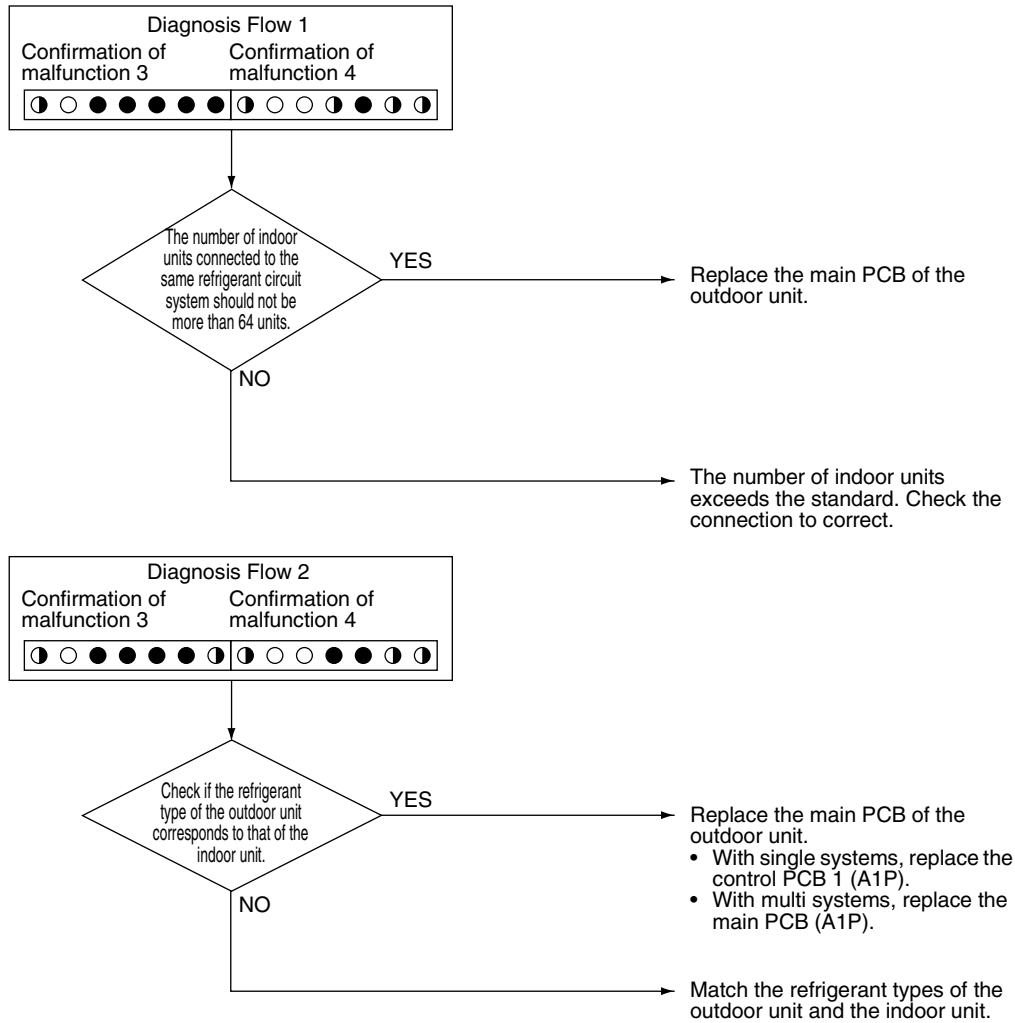 Diagnosis Flow 1
Confirmation of malfunction 3
Confirmation of malfunction 4
The number of indoor
units connected to the
same refrigerant circuit
system should not be
more than 64 units.
YES
Replace the main PCB of the
outdoor unit.
NO
The number of indoor units
exceeds the standard. Check the
connection to correct.
Diagnosis Flow 2
Confirmation of malfunction 3
Confirmation of malfunction 4
Check if the refrigerant
type of the outdoor unit
corresponds to that of the
indoor unit.
YES
Replace the main PCB of the
outdoor unit.
• With single systems, replace the
control PCB 1 (A1P).
• With multi systems, replace the
main PCB (A1P).
NO
Match the refrigerant types of the
outdoor unit and the indoor unit.